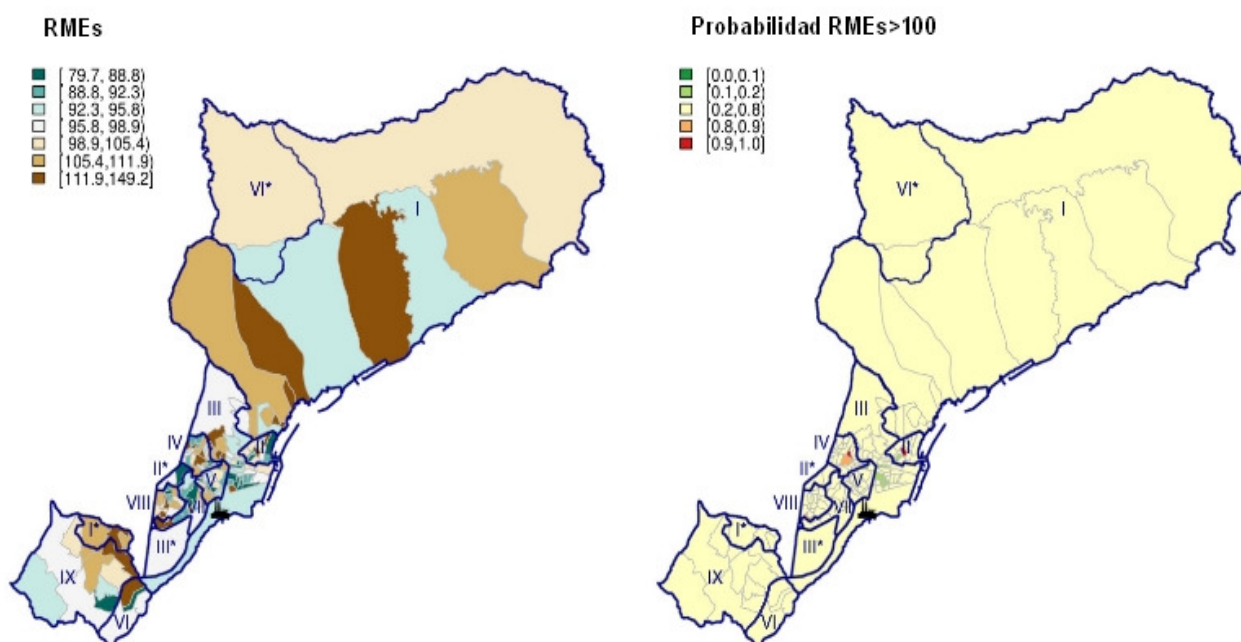 RMEs
[ 79.7, 88.8)
[ 88.8, 92.3)
[ 92.3, 95.8)
[ 95.8, 98.9)
[ 98.9,105.4)
[105.4,111.9)
[111.9,149.2]
VI*
I
III
IV
II
II*
V
VIII
VII
I*
III*
IX
VI
Probabilidad RMEs>100
[0.0,0.1)
[0.1,0.2)
[0.2,0.8)
[0.8,0.9)
[0.9,1.0]
VI*
I
III
IV
II
II*
V
VIII
VII
I*
III*
IX
VI